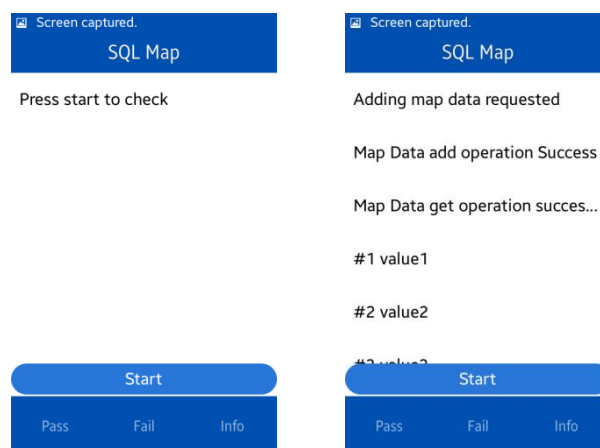 Screen captured.
SQL Map
Press start to check
Start
Pass Fail Info
Screen captured.
SQL Map
Adding map data requested
Map Data add operation Success
Map Data get operation succes...
#1 value1
#2 value2
#3 value3
Start
Pass Fail Info